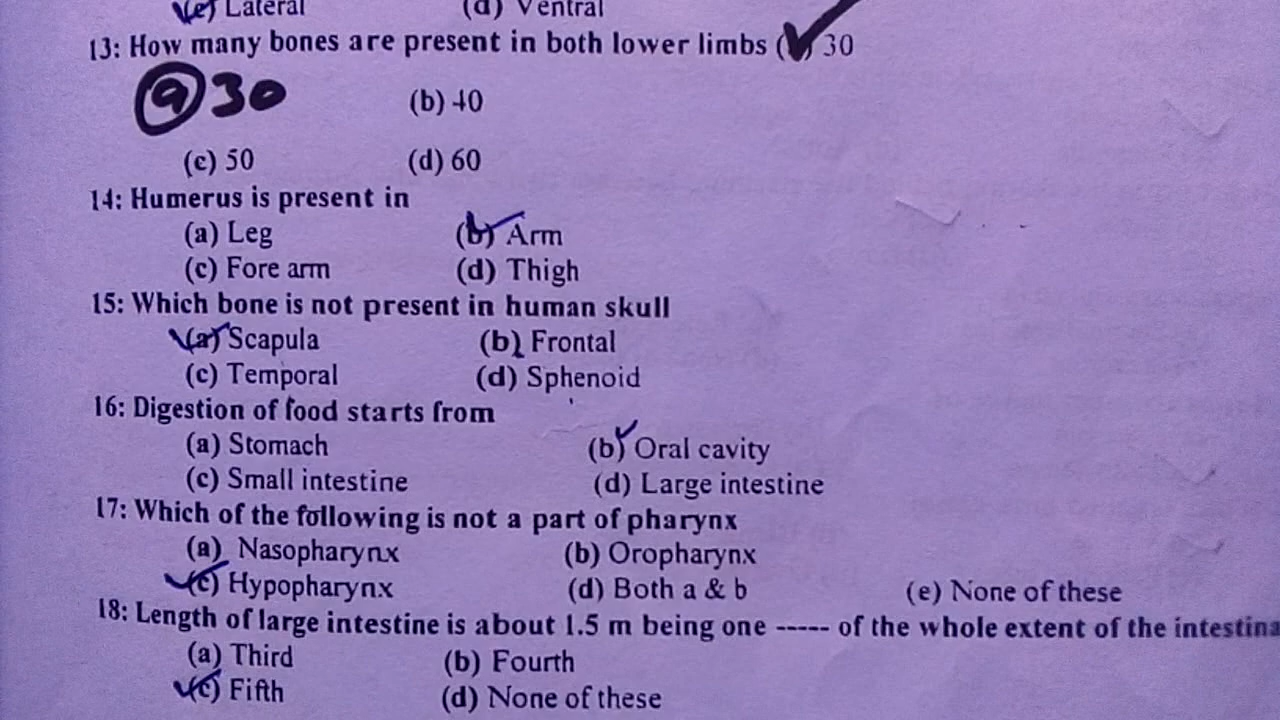 (c) Lateral (d) Ventral
13: How many bones are present in both lower limbs ( ) 30
(a) 30 (b) 40
(c) 50 (d) 60
14: Humerus is present in
(a) Leg (b) Arm
(c) Fore arm (d) Thigh
15: Which bone is not present in human skull
(a) Scapula (b) Frontal
(c) Temporal (d) Sphenoid
16: Digestion of food starts from
(a) Stomach (b) Oral cavity
(c) Small intestine (d) Large intestine
17: Which of the following is not a part of pharynx
(a) Nasopharynx (b) Oropharynx
(c) Hypopharynx (d) Both a & b (e) None of these
18: Length of large intestine is about 1.5 m being one ----- of the whole extent of the intestina
(a) Third (b) Fourth
(c) Fifth (d) None of these